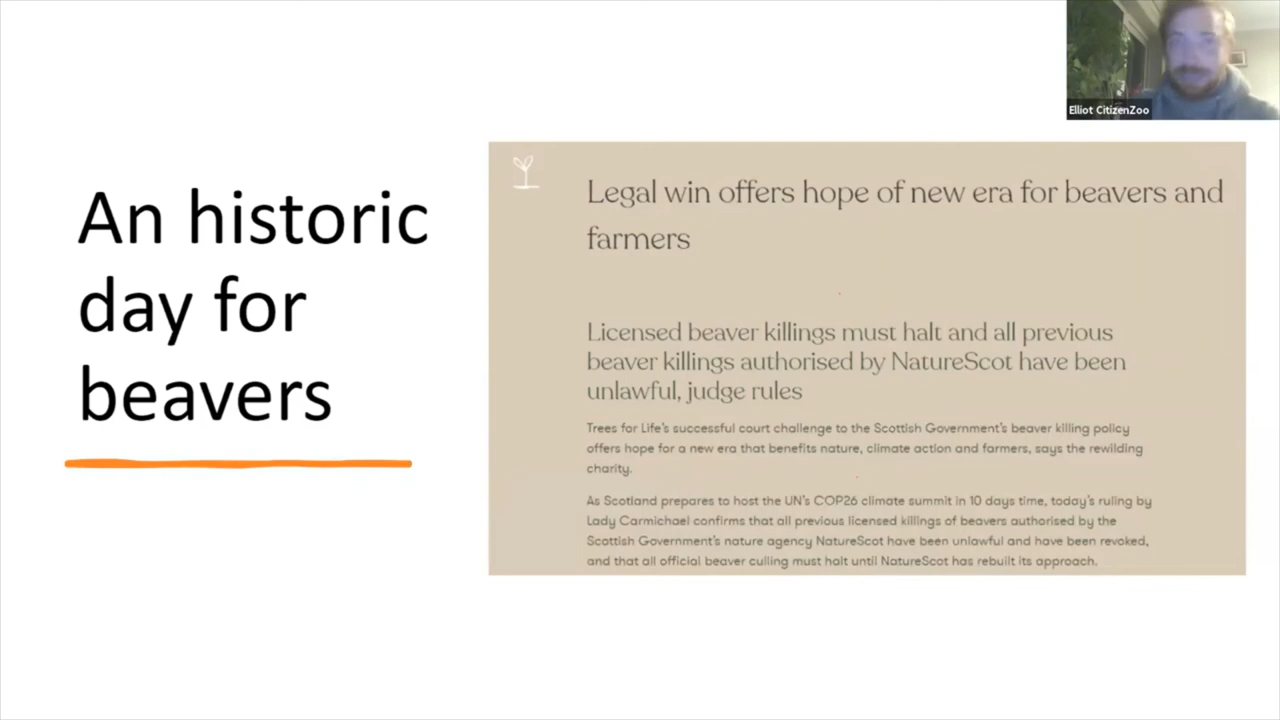 Elliot CitizenZoo
An historic
day for
beavers
Legal win offers hope of new era for beavers and
farmers
Licensed beaver killings must halt and all previous
beaver killings authorised by NatureScot have been
unlawful, judge rules
Trees for Life's successful court challenge to the Scottish Government's beaver killing policy
offers hope for a new era that benefits nature, climate action and farmers, says the rewilding
charity.
As Scotland prepares to host the UN's COP26 climate summit in 10 days time, today's ruling by
Lady Carmichael confirms that all previous licensed killings of beavers authorised by the
Scottish Government's nature agency NatureScot have been unlawful and have been revoked,
and that all official beaver culling must halt until NatureScot has rebuilt its approach.